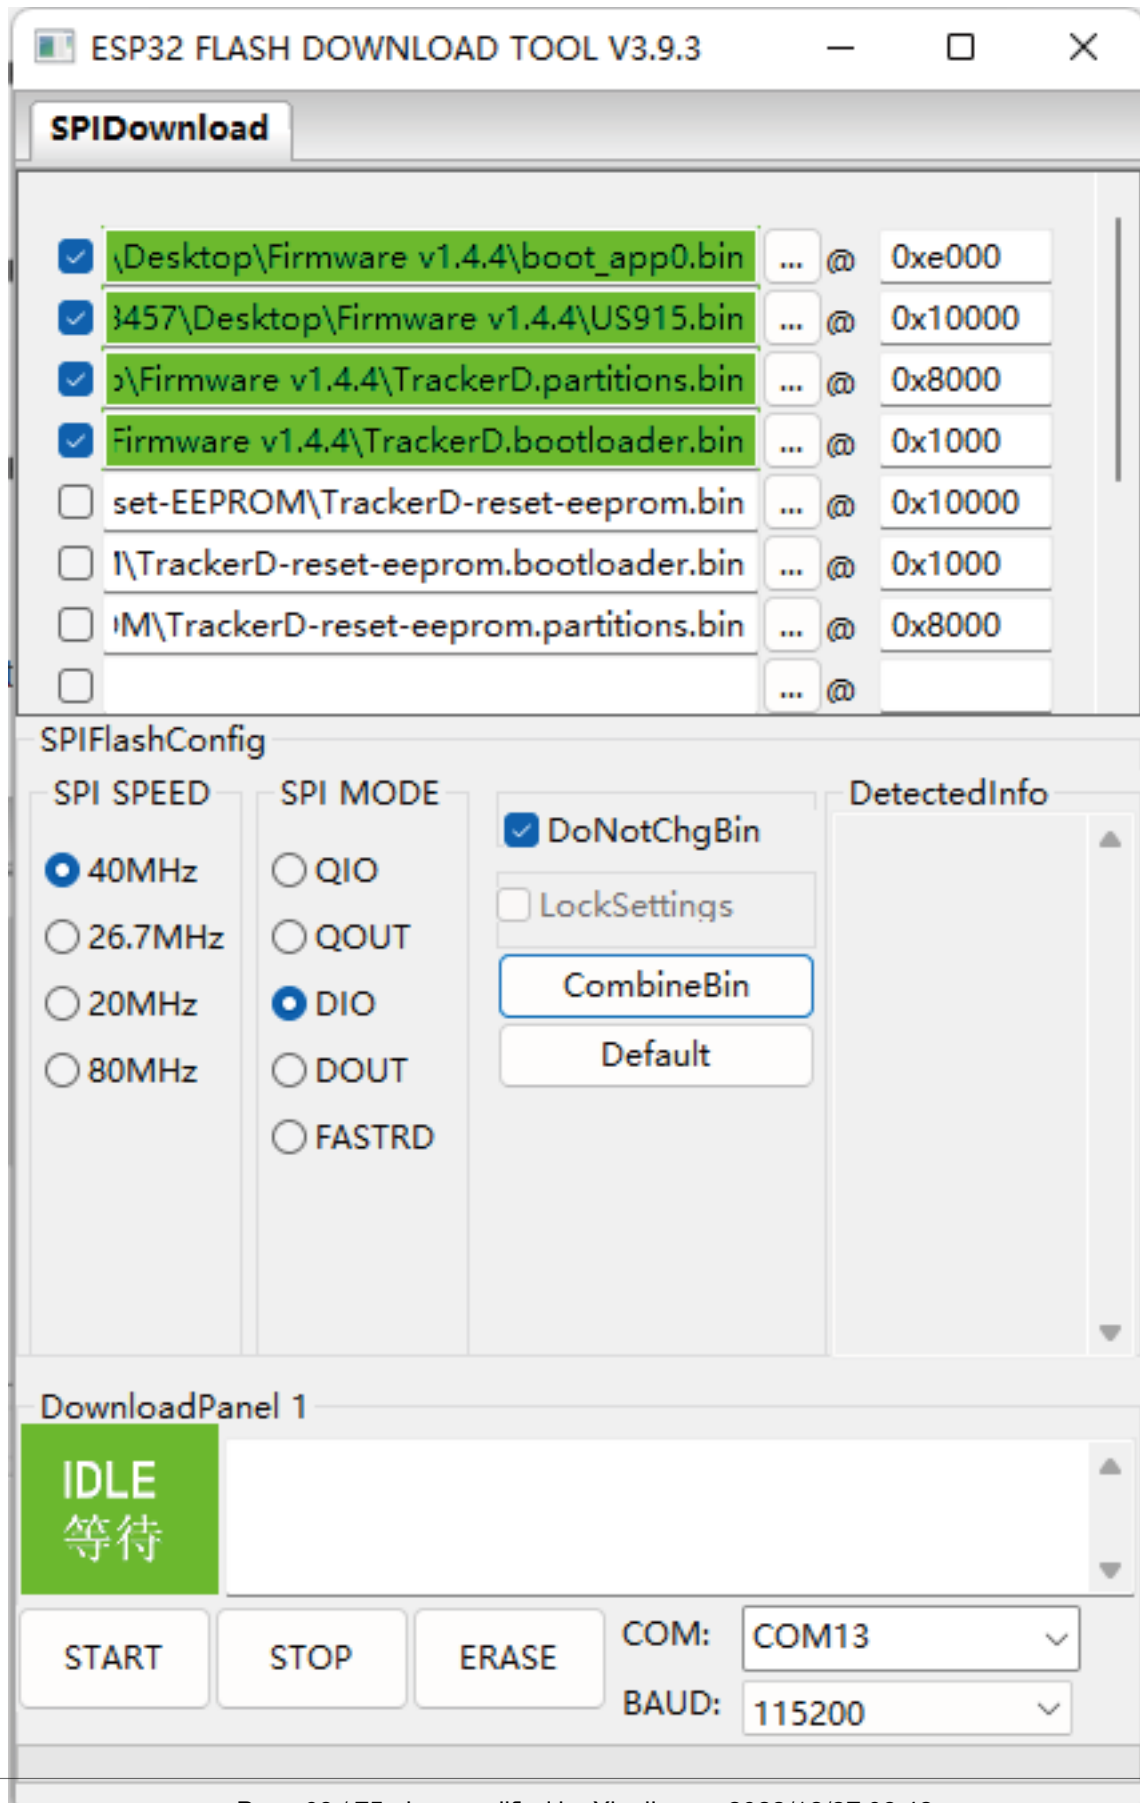 ESP32 FLASH DOWNLOAD TOOL V3.9.3
SPIDownload
\Desktop\Firmware v1.4.4\boot_app0.bin ... @ 0xe000
3457\Desktop\Firmware v1.4.4\US915.bin ... @ 0x10000
\Firmware v1.4.4\TrackerD.partitions.bin ... @ 0x8000
Firmware v1.4.4\TrackerD.bootloader.bin ... @ 0x1000
set-EEPROM\TrackerD-reset-eeprom.bin ... @ 0x10000
\TrackerD-reset-eeprom.bootloader.bin ... @ 0x1000
M\TrackerD-reset-eeprom.partitions.bin ... @ 0x8000
... @
SPIFlashConfig
SPI SPEED SPI MODE DetectedInfo
DoNotChgBin
40MHz QIO
LockSettings
26.7MHz QOUT
CombineBin
20MHz DIO
Default
80MHz DOUT
FASTRD
DownloadPanel 1
IDLE
等待
START STOP ERASE COM: COM13
BAUD: 115200